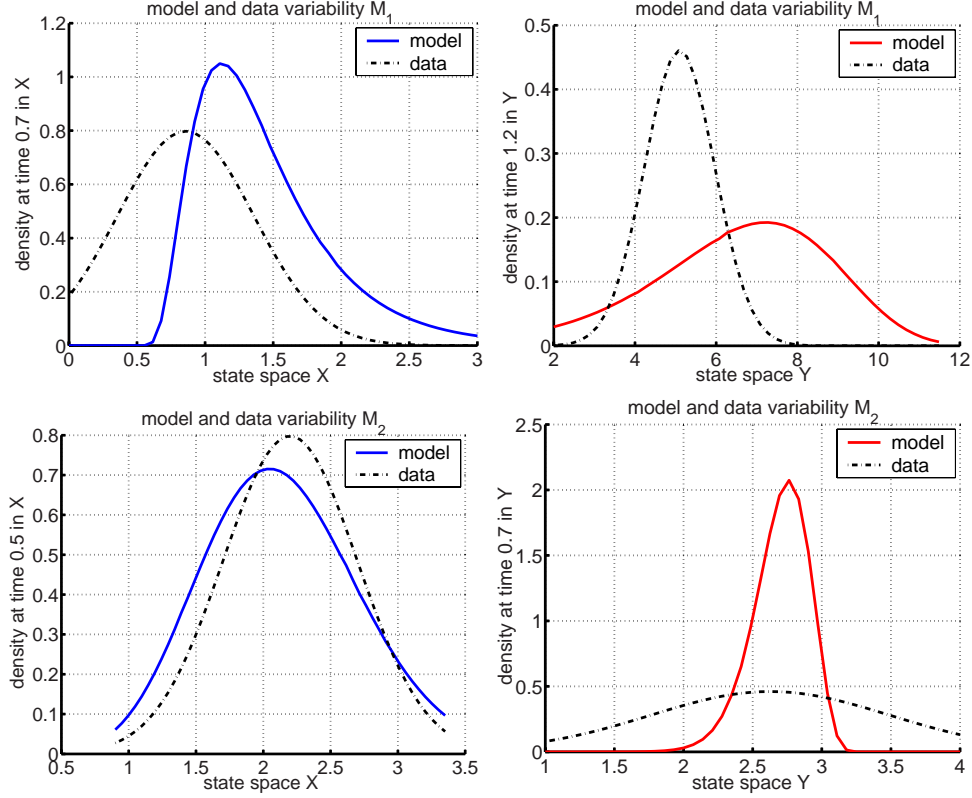 model and data variability M1
model
data
density at time 0.7 in X
1.2
1
0.8
0.6
0.4
0.2
0
0 0.5 1 1.5 2 2.5 3
state space X
model and data variability M1
model
data
density at time 1.2 in Y
0.5
0.4
0.3
0.2
0.1
0
2 4 6 8 10 12
state space Y
model and data variability M2
model
data
density at time 0.5 in X
0.8
0.7
0.6
0.5
0.4
0.3
0.2
0.1
0
0.5 1 1.5 2 2.5 3 3.5
state space X
model and data variability M2
model
data
density at time 0.7 in Y
2.5
2
1.5
1
0.5
0
1 1.5 2 2.5 3 3.5 4
state space Y